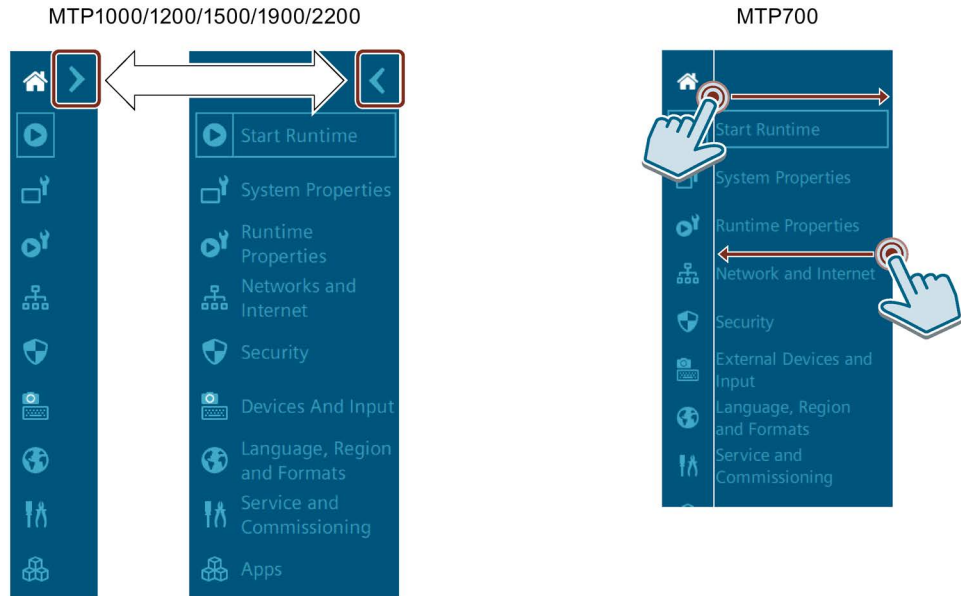 MTP1000/1200/1500/1900/2200
Start Runtime
System Properties
Runtime
Properties
Networks and
Internet
Security
Devices And Input
Language, Region
and Formats
Service and
Commissioning
Apps
MTP700
Start Runtime
System Properties
Runtime Properties
Network and Internet
Security
External Devices and
Input
Language, Region
and Formats
Service and
Commissioning